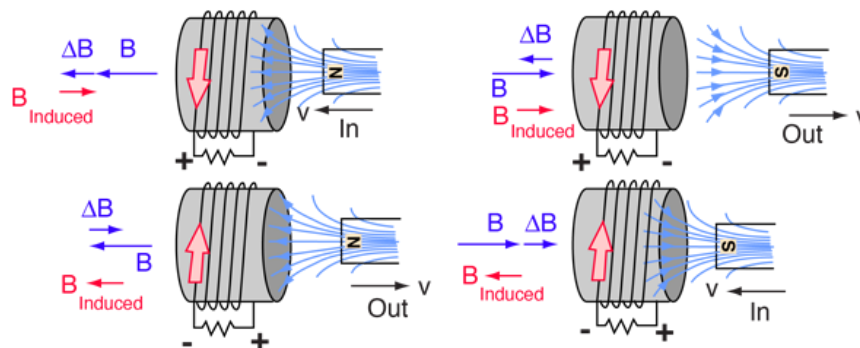 ΔB B
B Induced
N
v In
+ -
ΔB
B
B Induced
S
Out v
+ -
ΔB
B
B Induced
N
Out v
- +
B ΔB
B Induced
S
v In
- +